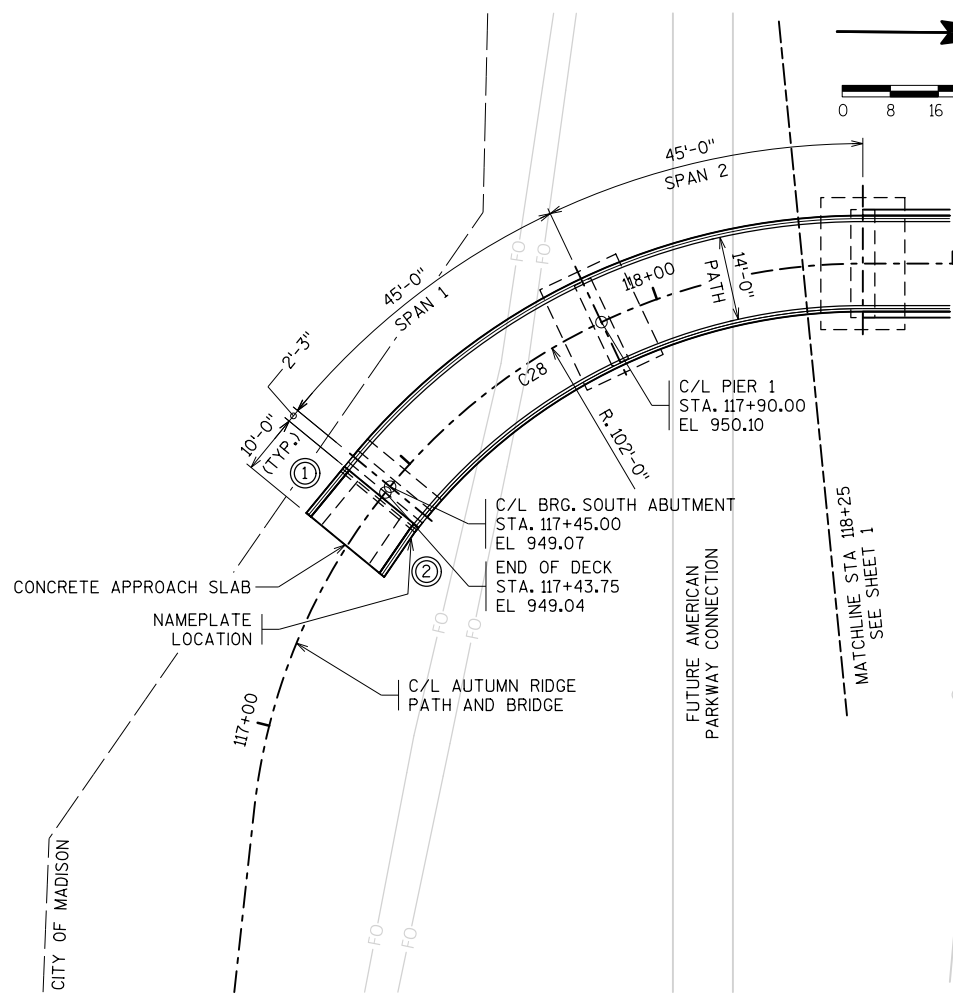 0 8 16
45'-0"
SPAN 2
45'-0"
SPAN 1
2'-3"
10'-0"
(TYP.)
1
FO
FO
118+00
14'-0"
PATH
C28
R. 102'-0"
C/L PIER 1
STA. 117+90.00
EL 950.10
C/L BRG. SOUTH ABUTMENT
STA. 117+45.00
EL 949.07
END OF DECK
STA. 117+43.75
EL 949.04
2
CONCRETE APPROACH SLAB
NAMEPLATE
LOCATION
FO
FO
C/L AUTUMN RIDGE
PATH AND BRIDGE
117+00
FUTURE AMERICAN
PARKWAY CONNECTION
MATCHLINE STA 118+25
SEE SHEET 1
CITY OF MADISON
FO
FO